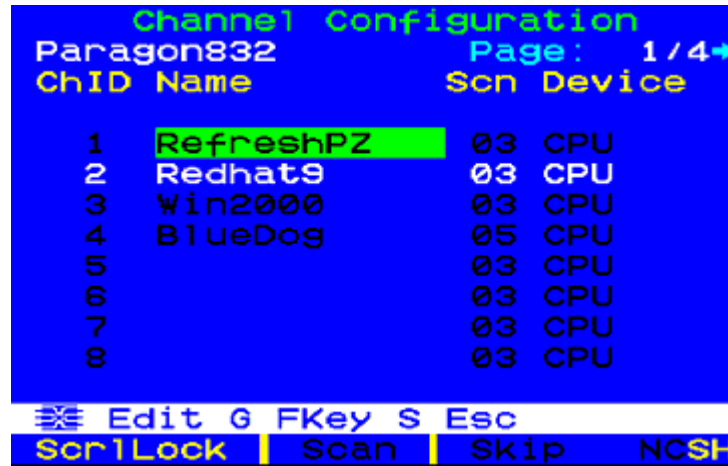 Channel Configuration
Paragon832 Page: 1/4
ChID Name Scn Device
1 RefreshPZ 03 CPU
2 Redhat9 03 CPU
3 Win2000 03 CPU
4 BlueDog 05 CPU
5 03 CPU
6 03 CPU
7 03 CPU
8 03 CPU
Edit G FKey S Esc
ScrlLock Scan Skip NCSH